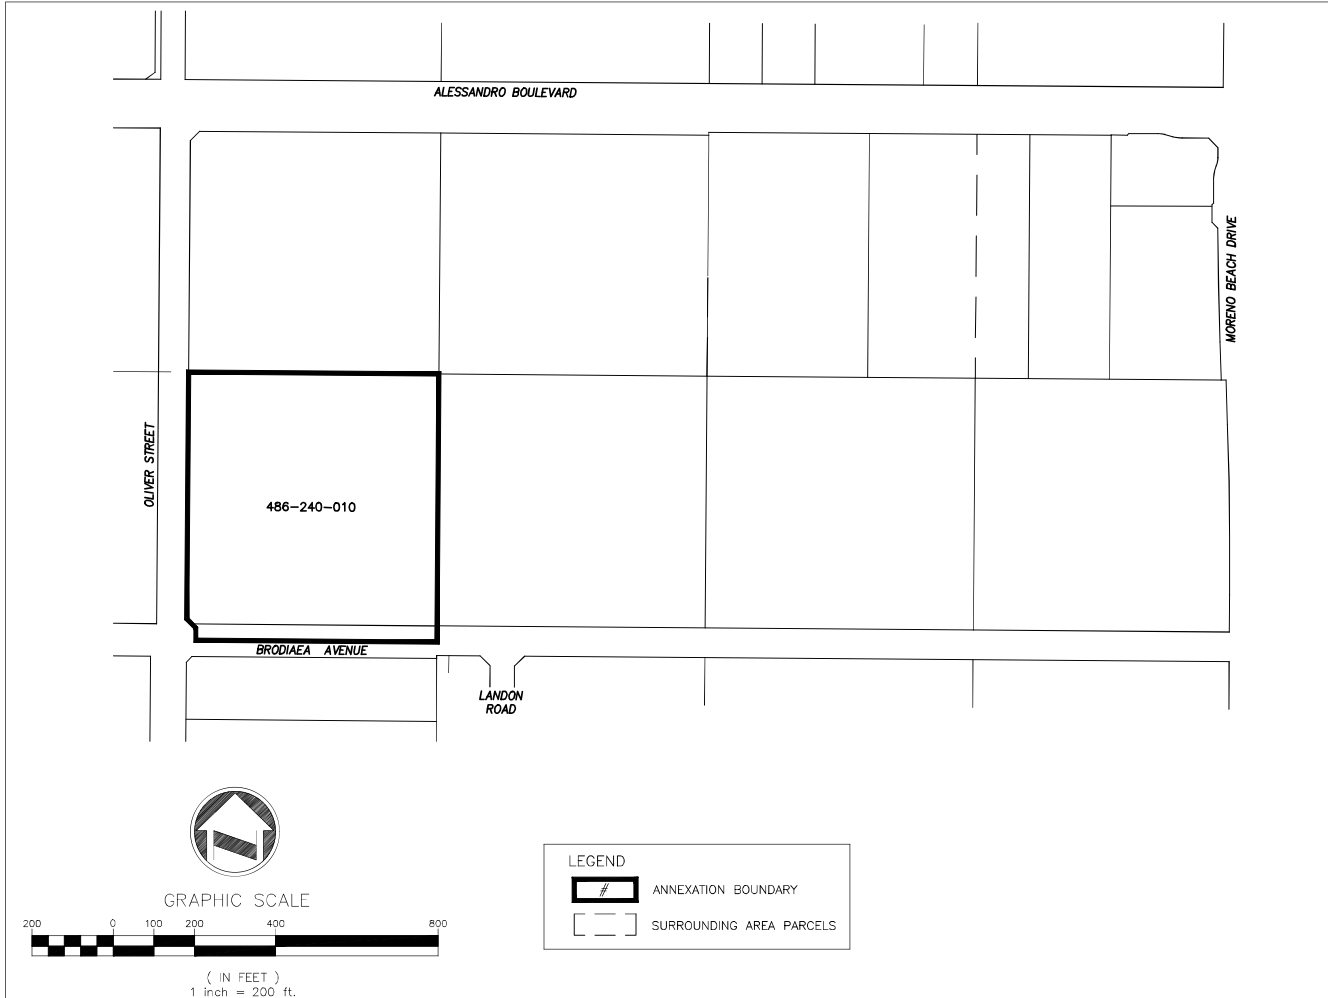 ALESSANDRO BOULEVARD
MORENO BEACH DRIVE
OLIVER STREET
486-240-010
BRODIAEA AVENUE
LANDON
ROAD
N
GRAPHIC SCALE
200 0 100 200 400 800
( IN FEET )
1 inch = 200 ft.
LEGEND
# ANNEXATION BOUNDARY
SURROUNDING AREA PARCELS